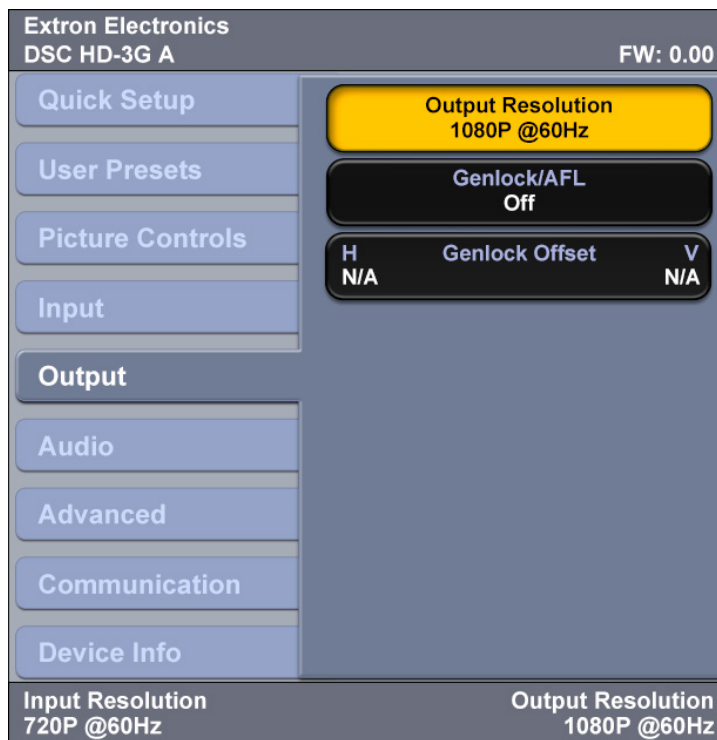 Extron Electronics
DSC HD-3G A FW: 0.00
Quick Setup
User Presets
Picture Controls
Input
Output
Audio
Advanced
Communication
Device Info
Output Resolution
1080P @60Hz
Genlock/AFL
Off
H Genlock Offset V
N/A N/A
Input Resolution
720P @60Hz
Output Resolution
1080P @60Hz